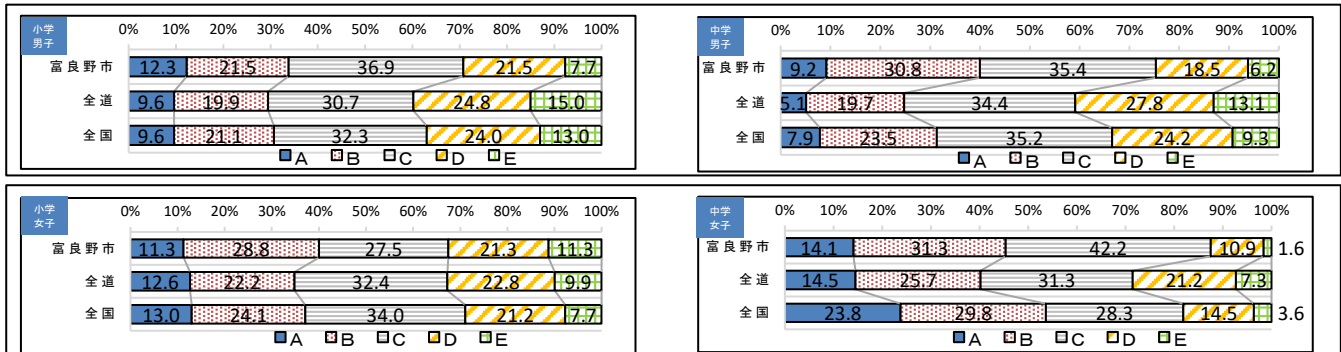 小学
男子
0% 10% 20% 30% 40% 50% 60% 70% 80% 90% 100%
富良野市 12.3 21.5 36.9 21.5 7.7
全道 9.6 19.9 30.7 24.8 15.0
全国 9.6 21.1 32.3 24.0 13.0
A B C D E
中学
男子
0% 10% 20% 30% 40% 50% 60% 70% 80% 90% 100%
富良野市 9.2 30.8 35.4 18.5 6.2
全道 5.1 19.7 34.4 27.8 13.1
全国 7.9 23.5 35.2 24.2 9.3
A B C D E
小学
女子
0% 10% 20% 30% 40% 50% 60% 70% 80% 90% 100%
富良野市 11.3 28.8 27.5 21.3 11.3
全道 12.6 22.2 32.4 22.8 9.9
全国 13.0 24.1 34.0 21.2 7.7
A B C D E
中学
女子
0% 10% 20% 30% 40% 50% 60% 70% 80% 90% 100%
富良野市 14.1 31.3 42.2 10.9 1.6
全道 14.5 25.7 31.3 21.2 7.3
全国 23.8 29.8 28.3 14.5 3.6
A B C D E